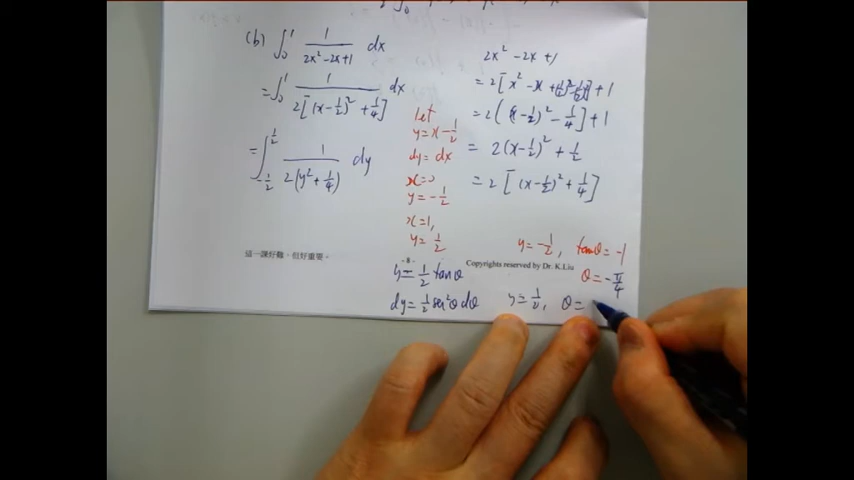 (b) ∫₀¹ 1/(2x²-2x+1) dx
= ∫₀¹ 1/(2[(x-1/2)²+1/4]) dx
= ∫_{-1/2}^{1/2} 1/(2(y²+1/4)) dy
2x²-2x+1
= 2[x²-x+(1/2)²-(1/2)²]+1
= 2[(x-1/2)²-1/4]+1
= 2(x-1/2)²+1/2
= 2[(x-1/2)²+1/4]
let
y=x-1/2
dy=dx
x=0
y=-1/2
x=1,
y=1/2
這一課好難。但好重要。
- 8 -
Copyrights reserved by Dr. K.Liu
y=1/2 tanθ
dy=1/2 sec²θ dθ
y=-1/2, tanθ=-1
θ=-π/4
y=1/2, θ=